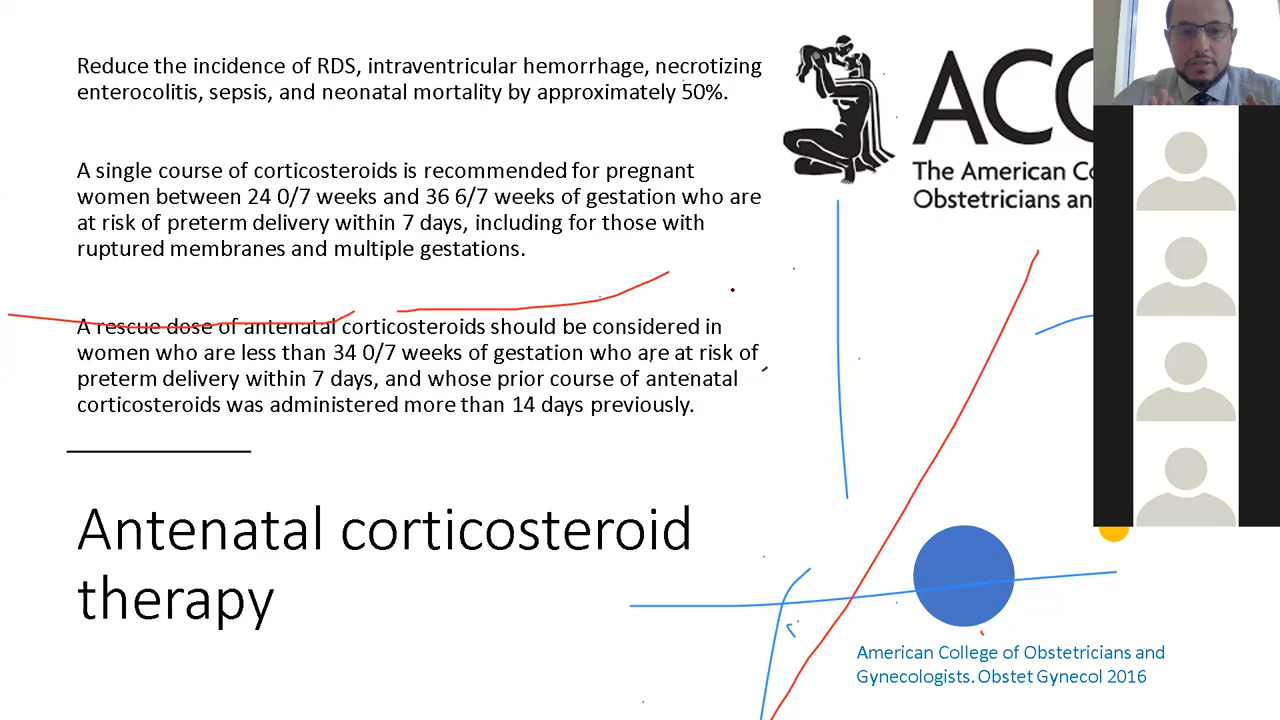 Reduce the incidence of RDS, intraventricular hemorrhage, necrotizing
enterocolitis, sepsis, and neonatal mortality by approximately 50%.
A single course of corticosteroids is recommended for pregnant
women between 24 0/7 weeks and 36 6/7 weeks of gestation who are
at risk of preterm delivery within 7 days, including for those with
ruptured membranes and multiple gestations.
A rescue dose of antenatal corticosteroids should be considered in
women who are less than 34 0/7 weeks of gestation who are at risk of
preterm delivery within 7 days, and whose prior course of antenatal
corticosteroids was administered more than 14 days previously.
Antenatal corticosteroid
therapy
AC
The American
Obstetricians
American College of Obstetricians and
Gynecologists. Obstet Gynecol 2016